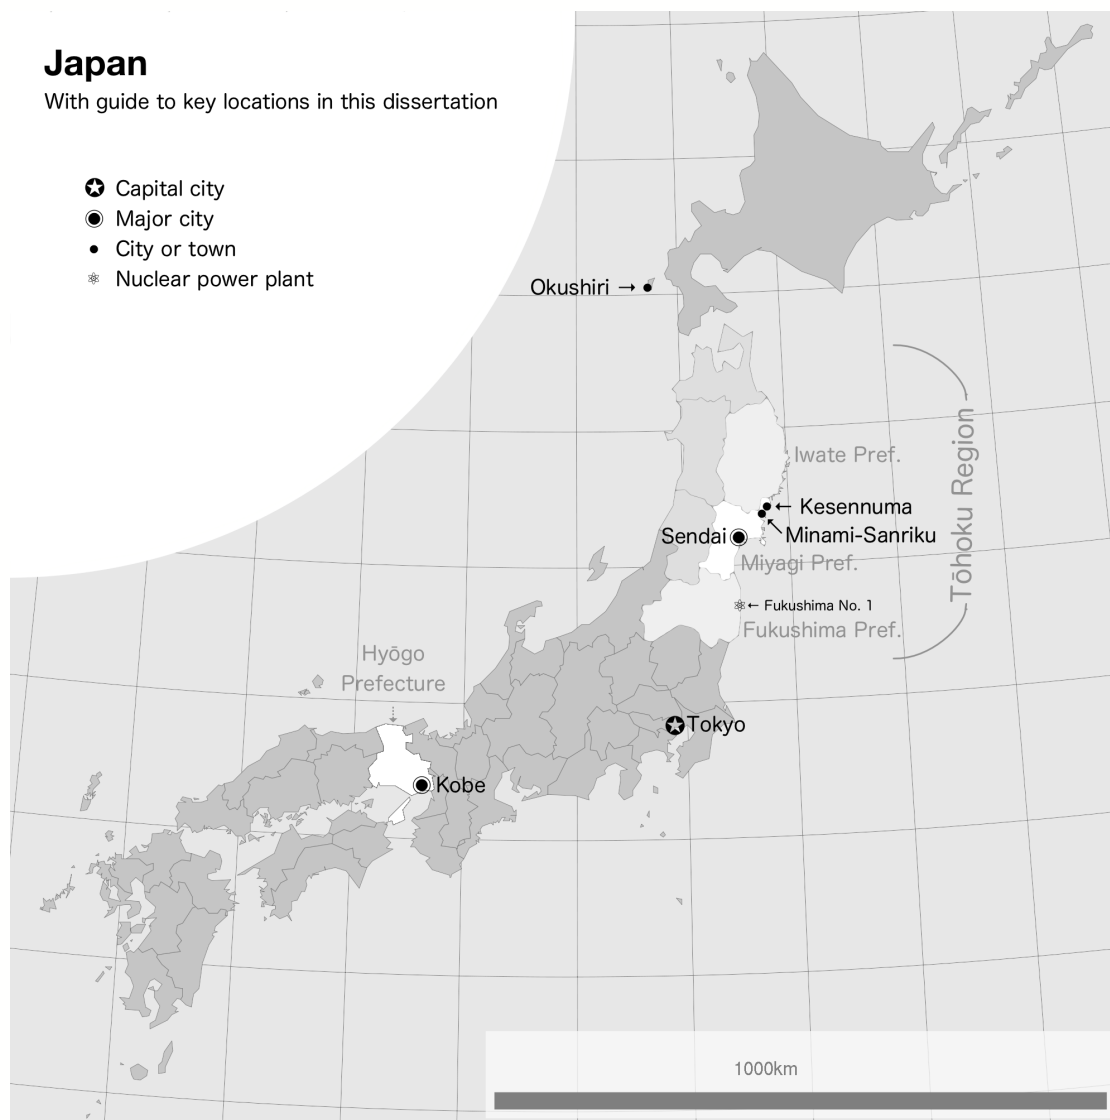 Japan
With guide to key locations in this dissertation
Capital city
Major city
City or town
Nuclear power plant
Okushiri →
Iwate Pref.
← Kesennuma
Sendai
Minami-Sanriku
Miyagi Pref.
← Fukushima No. 1
Fukushima Pref.
Tōhoku Region
Hyōgo
Prefecture
Tokyo
Kobe
1000km